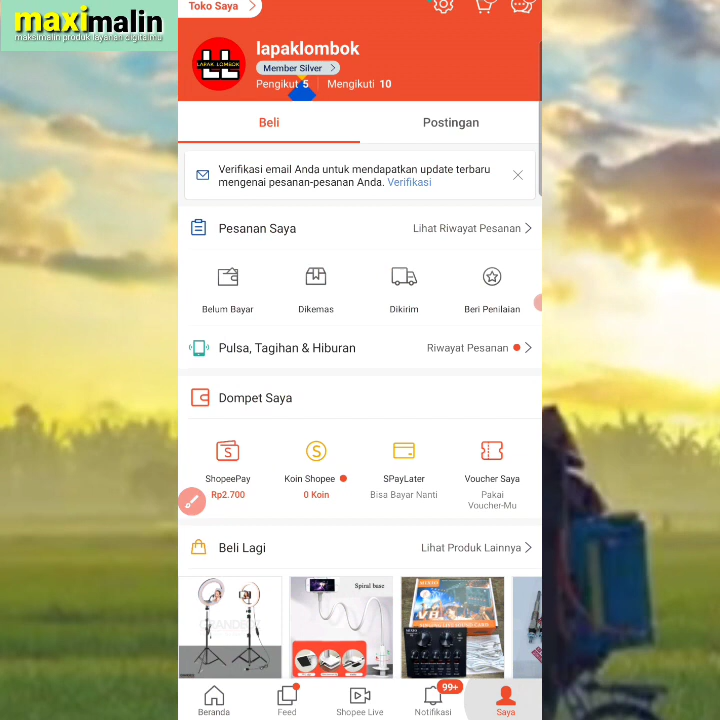 maximalin
maksimalin produk layanan digitalmu
Toko Saya
LAPAK LOMBOK
lapaklombok
Member Silver
Pengikut 5 Mengikuti 10
Beli
Postingan
Verifikasi email Anda untuk mendapatkan update terbaru
mengenai pesanan-pesanan Anda. Verifikasi
Pesanan Saya
Lihat Riwayat Pesanan
Belum Bayar
Dikemas
Dikirim
Beri Penilaian
Pulsa, Tagihan & Hiburan
Riwayat Pesanan
Dompet Saya
ShopeePay
Koin Shopee
SPayLater
Voucher Saya
Rp2.700
0 Koin
Bisa Bayar Nanti
Pakai
Voucher-Mu
Beli Lagi
Lihat Produk Lainnya
Spiral base
99+
Beranda
Feed
Shopee Live
Notifikasi
Saya